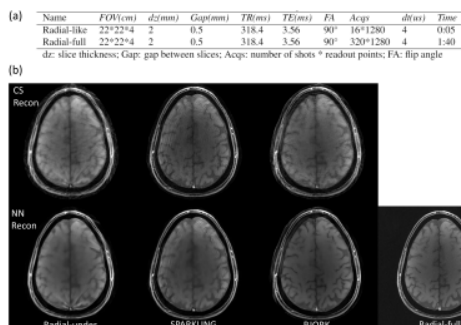 (a)
Name FOV(cm) dz(mm) Gap(mm) TR(ms) TE(ms) FA Acqs dt(us) Time
Radial-like 22*22*4 2 0.5 318.4 3.56 90° 16*1280 4 0:05
Radial-full 22*22*4 2 0.5 318.4 3.56 90° 320*1280 4 1:40
dz: slice thickness; Gap: gap between slices; Acqs: number of shots * readout points; FA: flip angle
(b)
CS
Recon
NN
Recon
Radial-under SPARKLING BJORK Radial-full